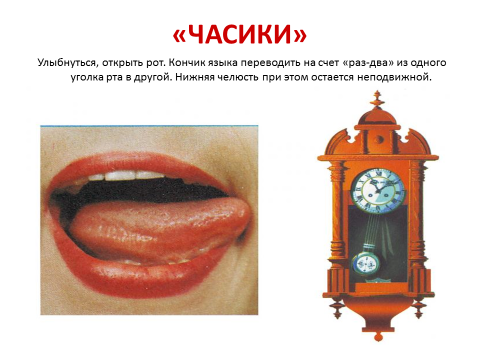 «ЧАСИКИ»
Улыбнуться, открыть рот. Кончик языка переводить на счет «раз-два» из одного
уголка рта в другой. Нижняя челюсть при этом остается неподвижной.